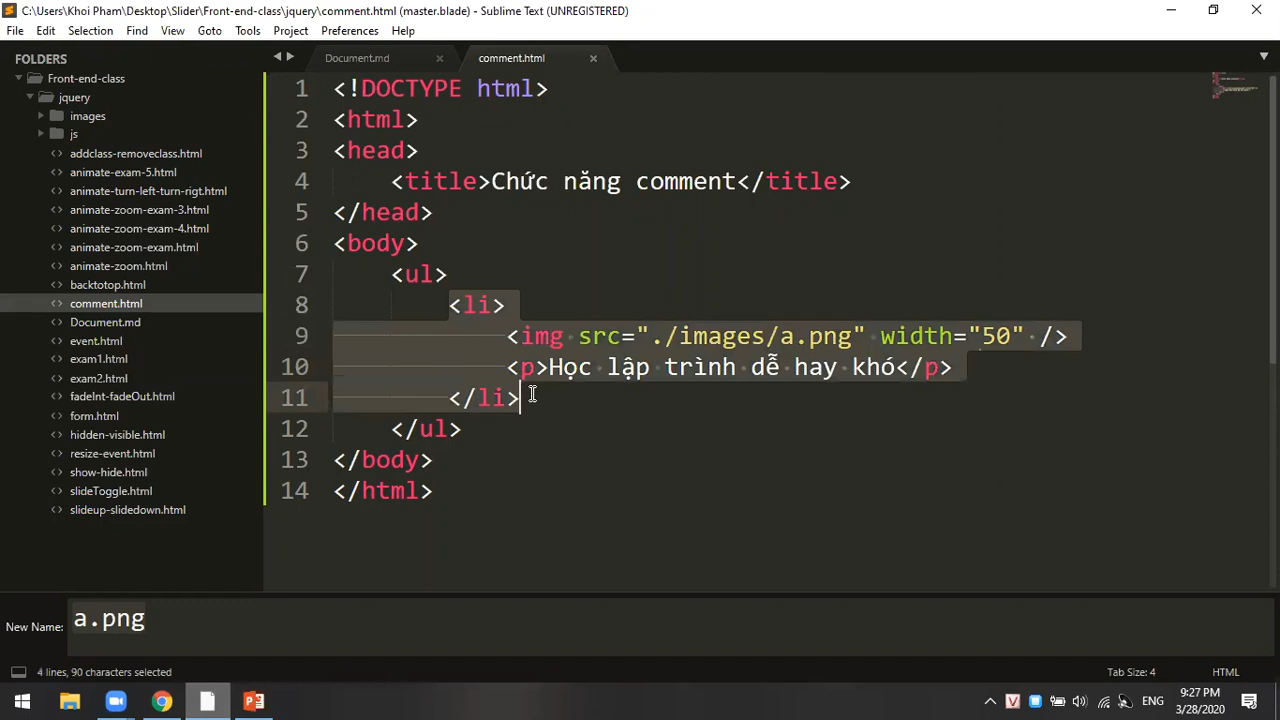 C:\Users\Khoi Pham\Desktop\Slider\Front-end-class\jquery\comment.html (master.blade) - Sublime Text (UNREGISTERED)
File Edit Selection Find View Goto Tools Project Preferences Help
FOLDERS
Front-end-class
jquery
images
js
addclass-removeclass.html
animate-exam-5.html
animate-turn-left-turn-rigt.html
animate-zoom-exam-3.html
animate-zoom-exam-4.html
animate-zoom-exam.html
animate-zoom.html
backtotop.html
comment.html
Document.md
event.html
exam1.html
exam2.html
fadeInt-fadeOut.html
form.html
hidden-visible.html
resize-event.html
show-hide.html
slideToggle.html
slideup-slidedown.html
Document.md comment.html
1 <!DOCTYPE html>
2 <html>
3 <head>
4 <title>Chức năng comment</title>
5 </head>
6 <body>
7 <ul>
8 <li>
9 <img src="./images/a.png" width="50" />
10 <p>Học lập trình dễ hay khó</p>
11 </li>
12 </ul>
13 </body>
14 </html>
New Name: a.png
4 lines, 90 characters selected Tab Size: 4 HTML
ENG 9:27 PM
3/28/2020